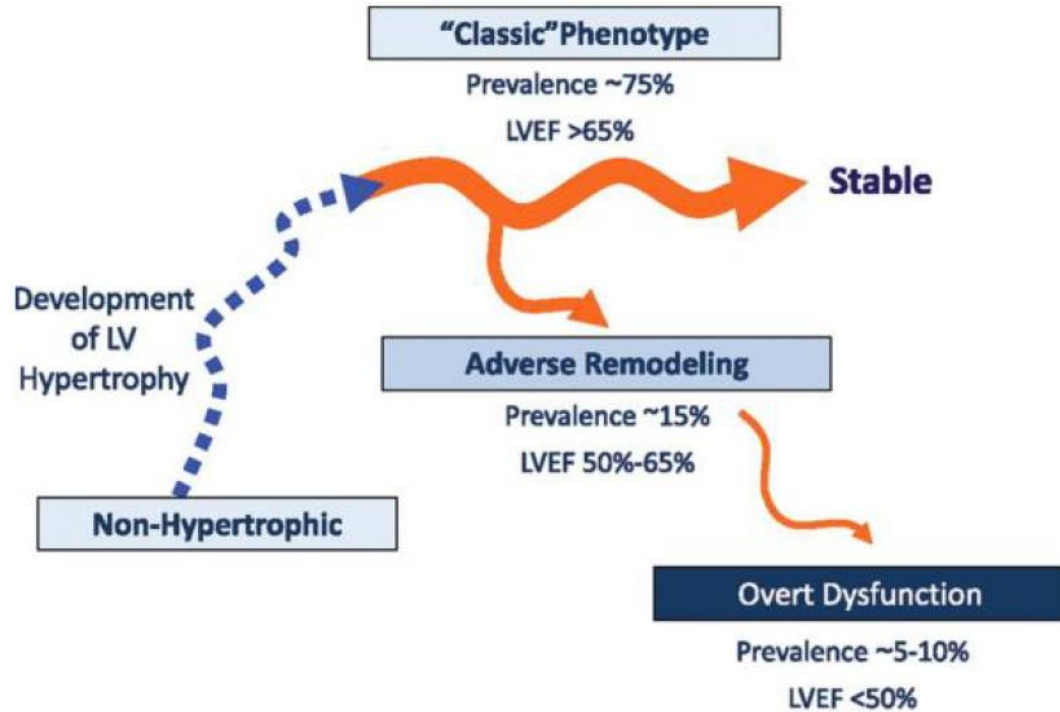 “Classic”Phenotype
Prevalence ~75%
LVEF >65%
Stable
Development
of LV
Hypertrophy
Adverse Remodeling
Prevalence ~15%
LVEF 50%-65%
Non-Hypertrophic
Overt Dysfunction
Prevalence ~5-10%
LVEF <50%